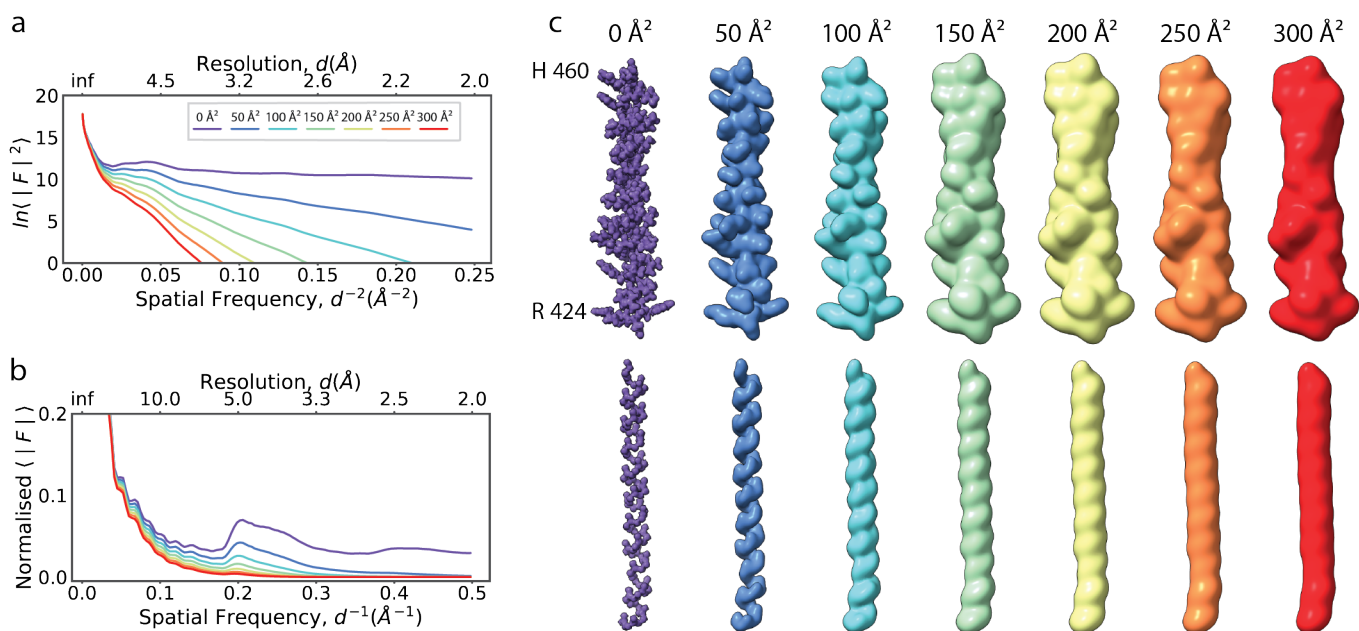 a
Resolution, d(Å)
inf 4.5 3.2 2.6 2.2 2.0
20
15
10
5
0
ln⟨ | F | ²⟩
0 Å² 50 Å² 100 Å² 150 Å² 200 Å² 250 Å² 300 Å²
0.00 0.05 0.10 0.15 0.20 0.25
Spatial Frequency, d⁻²(Å⁻²)
b
Resolution, d(Å)
inf 10.0 5.0 3.3 2.5 2.0
0.2
0.1
0.0
Normalised ⟨ | F | ⟩
0.0 0.1 0.2 0.3 0.4 0.5
Spatial Frequency, d⁻¹(Å⁻¹)
c
0 Å² 50 Å² 100 Å² 150 Å² 200 Å² 250 Å² 300 Å²
H 460
R 424